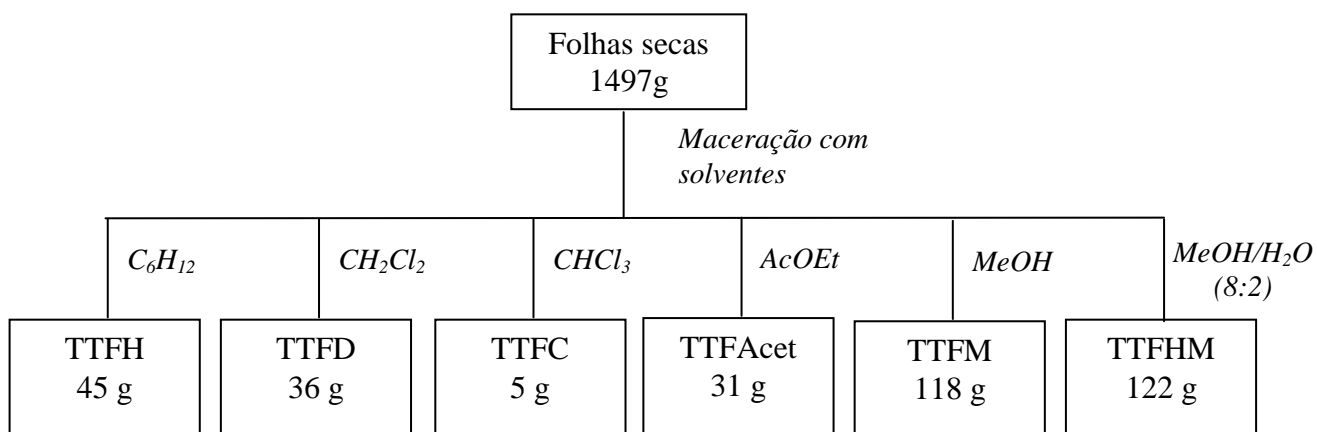 Folhas secas
1497g
Maceração com
solventes
C₆H₁₂
CH₂Cl₂
CHCl₃
AcOEt
MeOH
MeOH/H₂O
(8:2)
TTFH
45 g
TTFD
36 g
TTFC
5 g
TTFAcet
31 g
TTFM
118 g
TTFHM
122 g